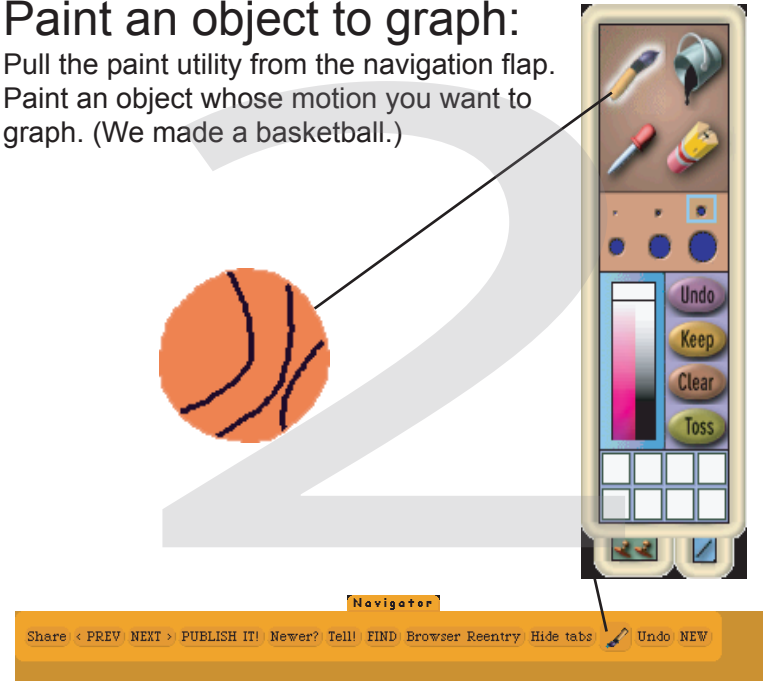 Paint an object to graph:
Pull the paint utility from the navigation flap.
Paint an object whose motion you want to
graph. (We made a basketball.)
2
Undo
Keep
Clear
Toss
Navigator
Share < PREV NEXT > PUBLISH IT! Newer? Tell! FIND Browser Reentry Hide tabs Undo NEW